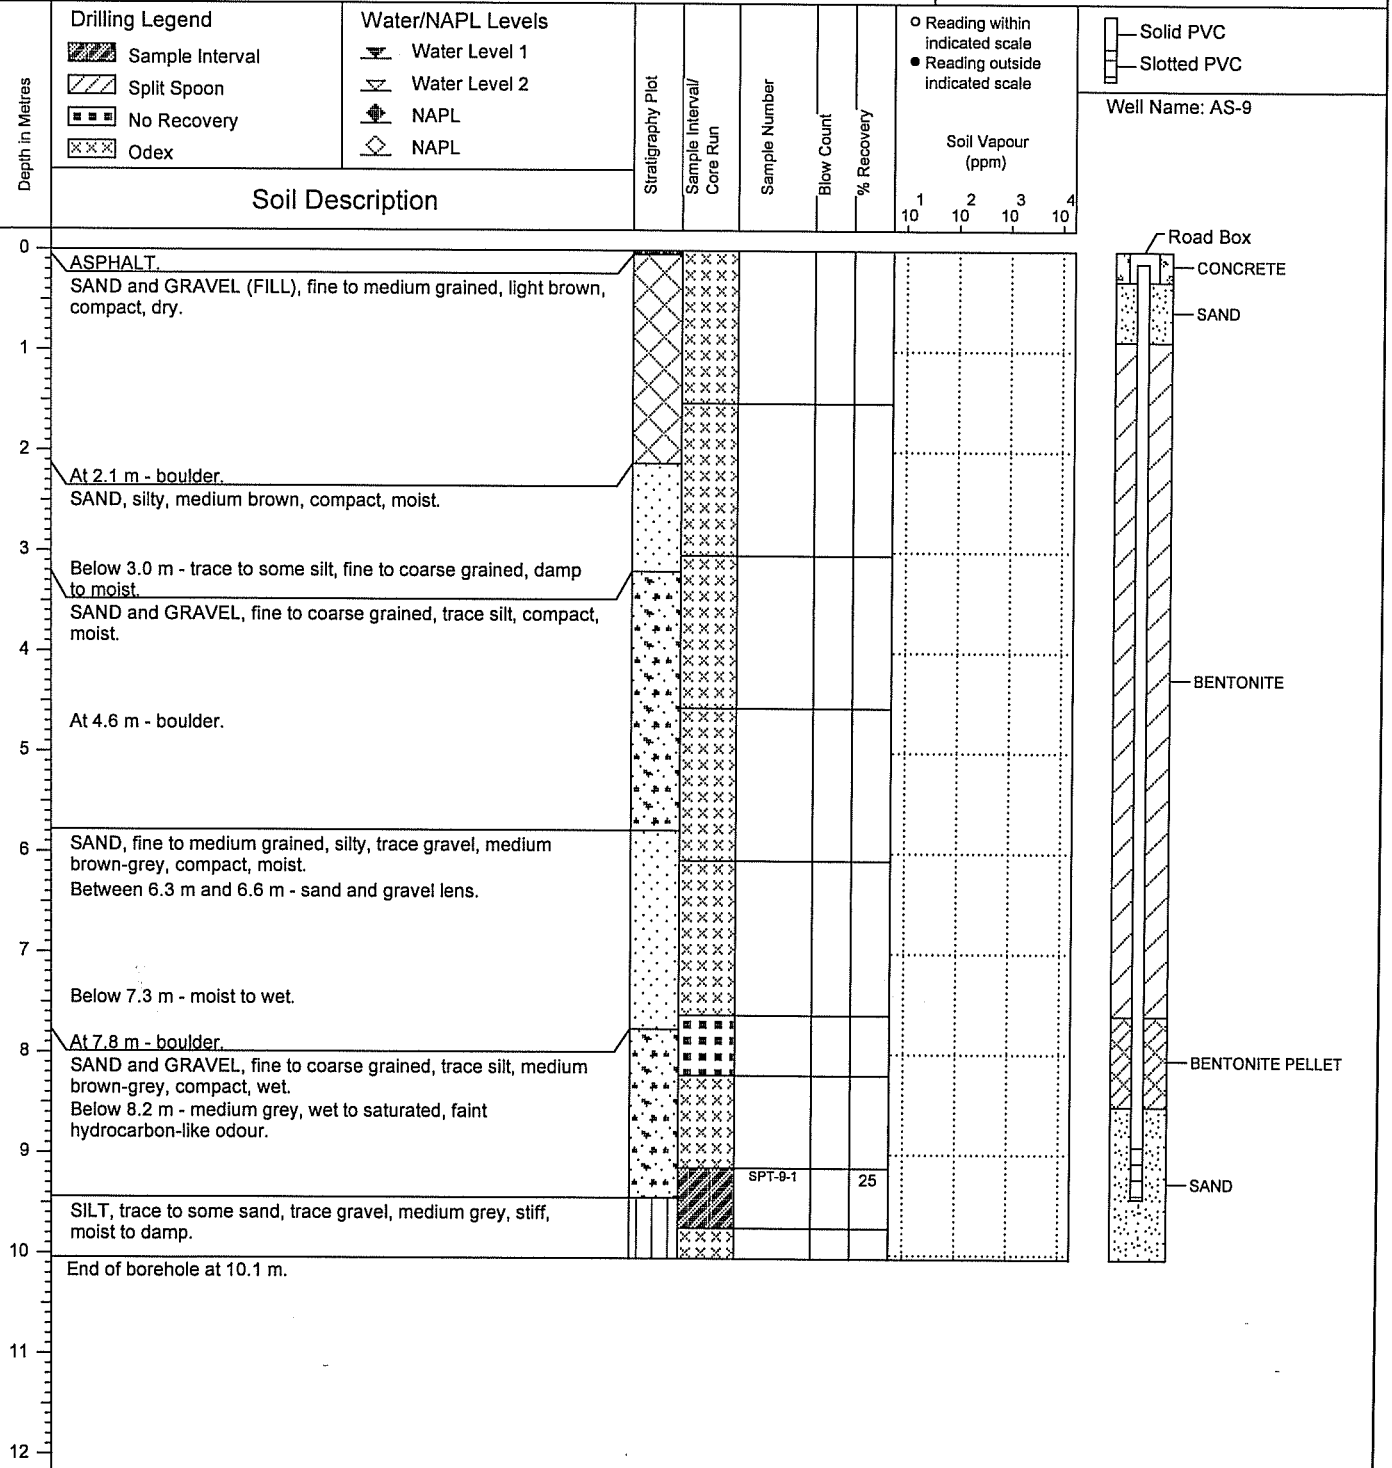 Drilling Legend
Sample Interval
Split Spoon
No Recovery
Odex
Water/NAPL Levels
Water Level 1
Water Level 2
NAPL
NAPL
Depth in Metres
Soil Description
Stratigraphy Plot
Sample Interval/
Core Run
Sample Number
Blow Count
% Recovery
Reading within
indicated scale
Reading outside
indicated scale
Soil Vapour
(ppm)
10^1 10^2 10^3 10^4
Solid PVC
Slotted PVC
Well Name: AS-9
0
ASPHALT.
SAND and GRAVEL (FILL), fine to medium grained, light brown,
compact, dry.
1
2
At 2.1 m - boulder.
SAND, silty, medium brown, compact, moist.
3
Below 3.0 m - trace to some silt, fine to coarse grained, damp
to moist.
SAND and GRAVEL, fine to coarse grained, trace silt, compact,
moist.
4
At 4.6 m - boulder.
5
6
SAND, fine to medium grained, silty, trace gravel, medium
brown-grey, compact, moist.
Between 6.3 m and 6.6 m - sand and gravel lens.
7
Below 7.3 m - moist to wet.
At 7.8 m - boulder.
8
SAND and GRAVEL, fine to coarse grained, trace silt, medium
brown-grey, compact, wet.
Below 8.2 m - medium grey, wet to saturated, faint
hydrocarbon-like odour.
9
SPT-9-1
25
SILT, trace to some sand, trace gravel, medium grey, stiff,
moist to damp.
10
End of borehole at 10.1 m.
11
12
Road Box
CONCRETE
SAND
BENTONITE
BENTONITE PELLET
SAND